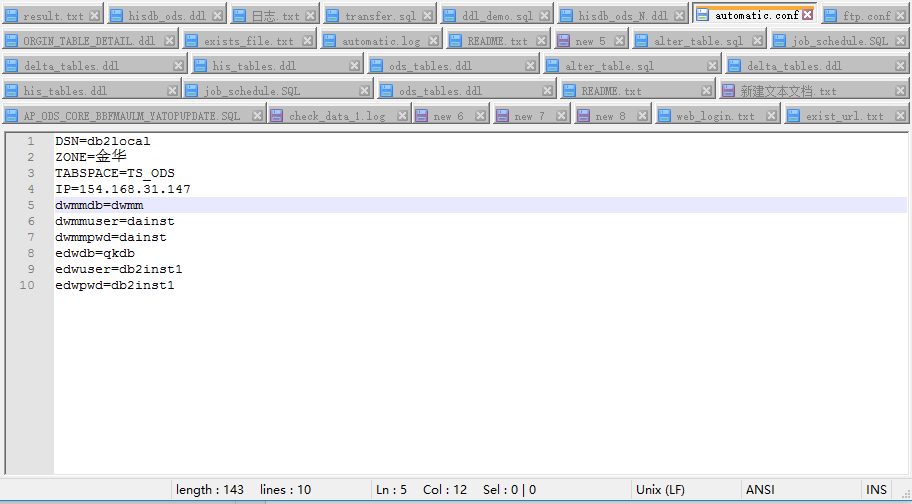 result.txt hisdb_ods.ddl 日志.txt transfer.sql ddl_demo.sql hisdb_ods_N.ddl automatic.conf ftp.conf
ORGIN_TABLE_DETAIL.ddl exists_file.txt automatic.log README.txt new 5 alter_table.sql job_schedule.SQL
delta_tables.ddl his_tables.ddl ods_tables.ddl alter_table.sql delta_tables.ddl
his_tables.ddl job_schedule.SQL ods_tables.ddl README.txt 新建文本文档.txt
AP_ODS_CORE_BBFMAULM_YATOPUPDATE.SQL check_data_1.log new 6 new 7 new 8 web_login.txt exist_url.txt
1 DSN=db2local
2 ZONE=金华
3 TABSPACE=TS_ODS
4 IP=154.168.31.147
5 dwmmdb=dwmm
6 dwmmuser=dainst
7 dwmmpwd=dainst
8 edwdb=qkdb
9 edwuser=db2inst1
10 edwpwd=db2inst1
length : 143 lines : 10 Ln : 5 Col : 12 Sel : 0 | 0 Unix (LF) ANSI INS